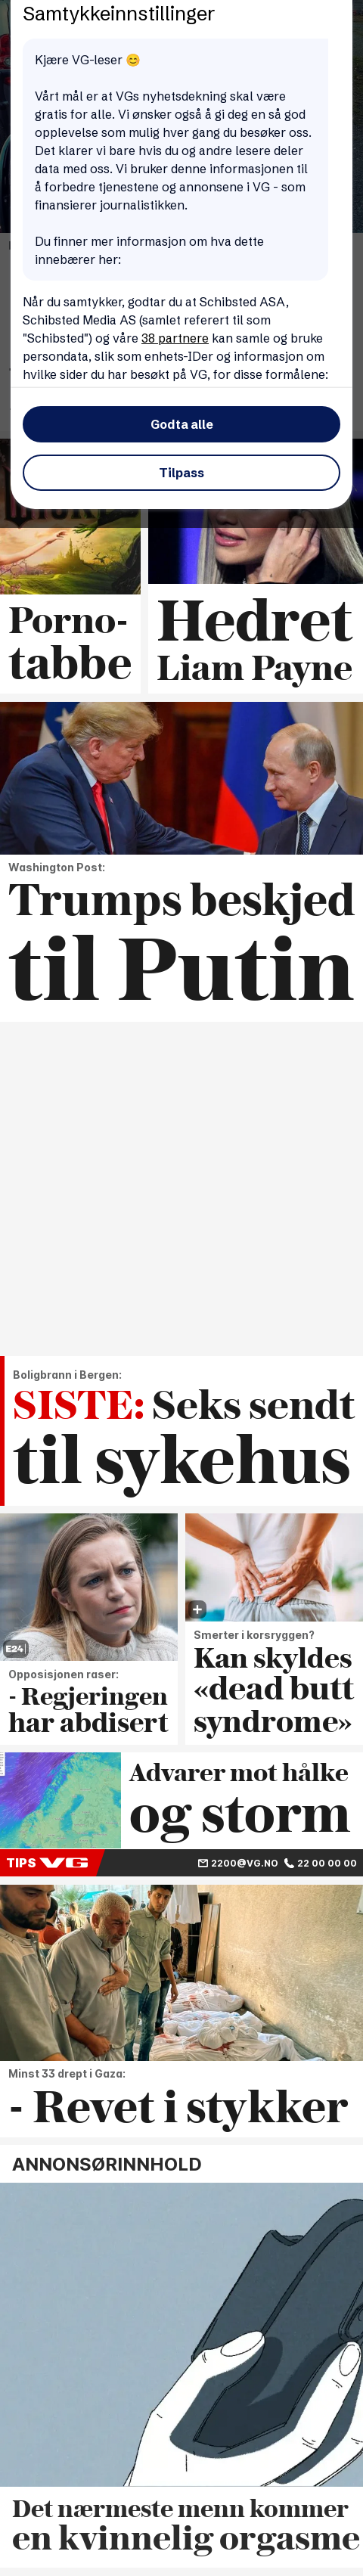 Samtykkeinnstillinger
Kjære VG-leser 😊
Vårt mål er at VGs nyhetsdekning skal være
gratis for alle. Vi ønsker også å gi deg en så god
opplevelse som mulig hver gang du besøker oss.
Det klarer vi bare hvis du og andre lesere deler
data med oss. Vi bruker denne informasjonen til
å forbedre tjenestene og annonsene i VG - som
finansierer journalistikken.
Du finner mer informasjon om hva dette
innebærer her:
Når du samtykker, godtar du at Schibsted ASA,
Schibsted Media AS (samlet referert til som
"Schibsted") og våre 38 partnere kan samle og bruke
persondata, slik som enhets-IDer og informasjon om
hvilke sider du har besøkt på VG, for disse formålene:
Godta alle
Tilpass
Porno-
tabbe
Hedret
Liam Payne
Washington Post:
Trumps beskjed
til Putin
Boligbrann i Bergen:
SISTE: Seks sendt
til sykehus
E24
Opposisjonen raser:
- Regjeringen
har abdisert
+
Smerter i korsryggen?
Kan skyldes
«dead butt
syndrome»
Advarer mot hålke
og storm
TIPS VG 2200@VG.NO 22 00 00 00
Minst 33 drept i Gaza:
- Revet i stykker
ANNONSØRINNHOLD
Det nærmeste menn kommer
en kvinnelig orgasme